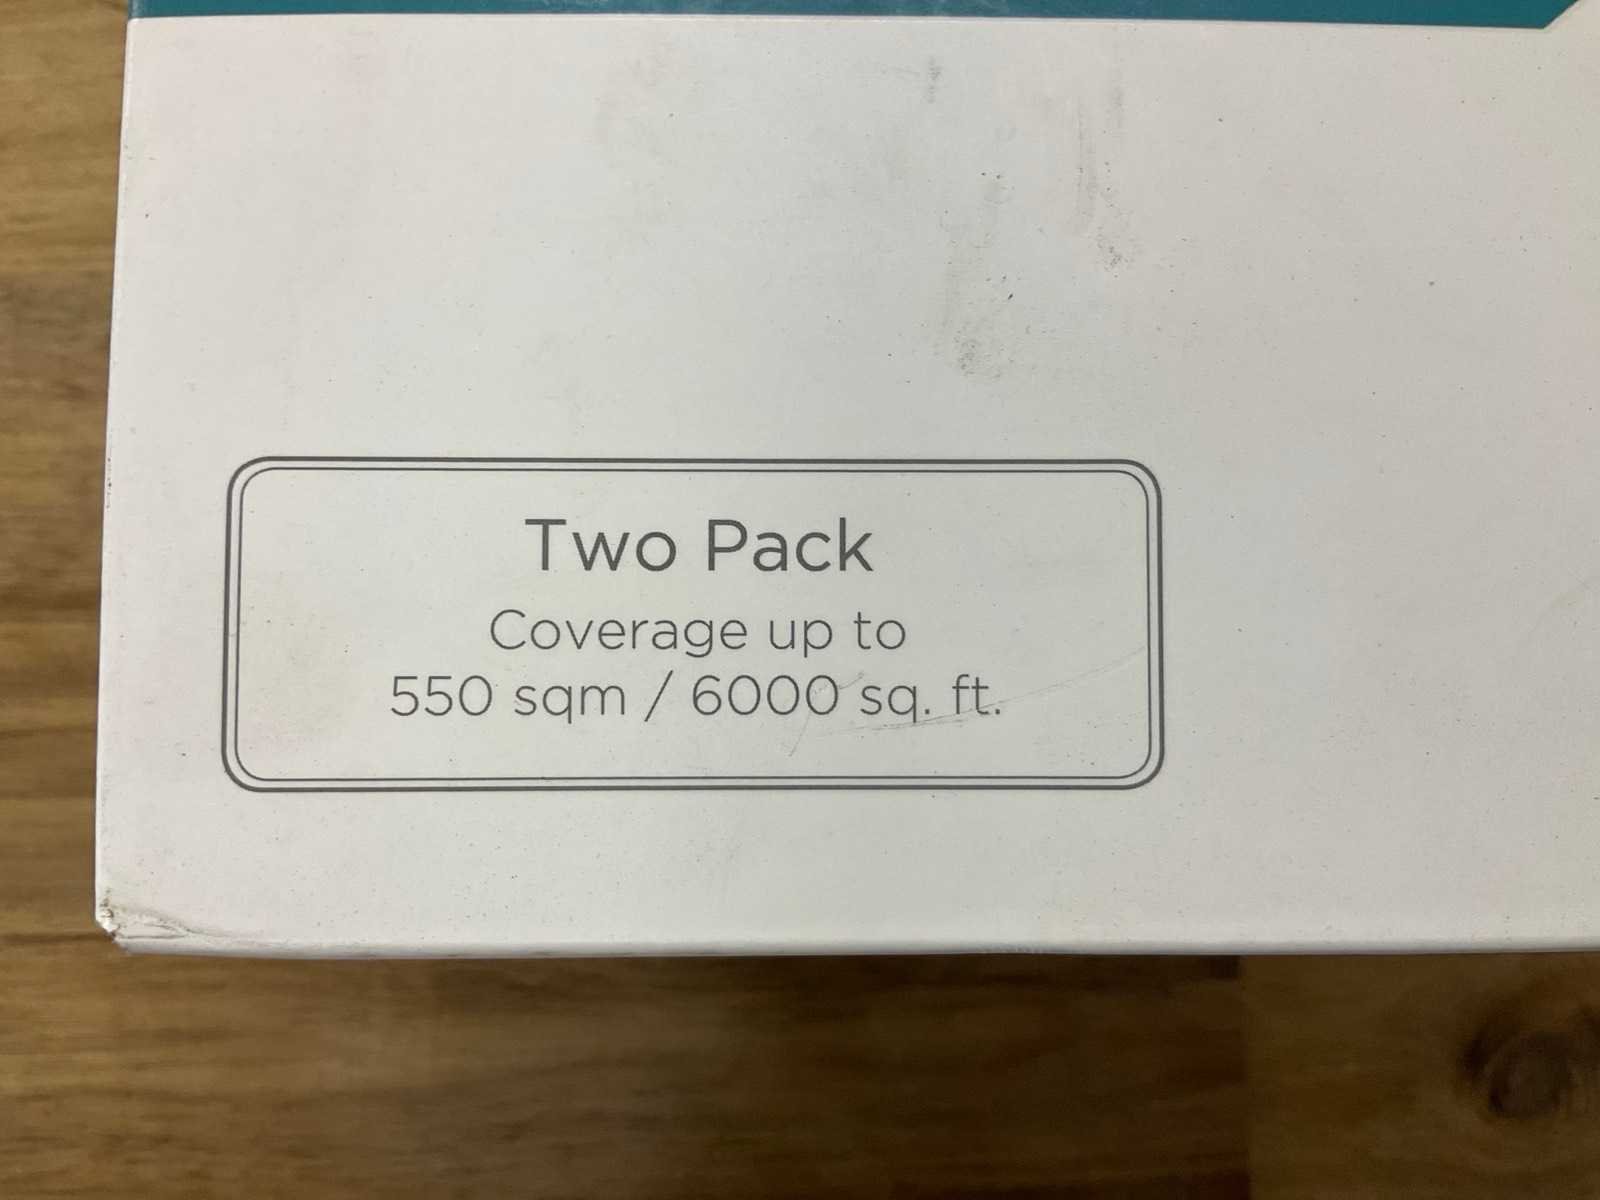 Two Pack
Coverage up to
550 sqm / 6000 sq. ft.